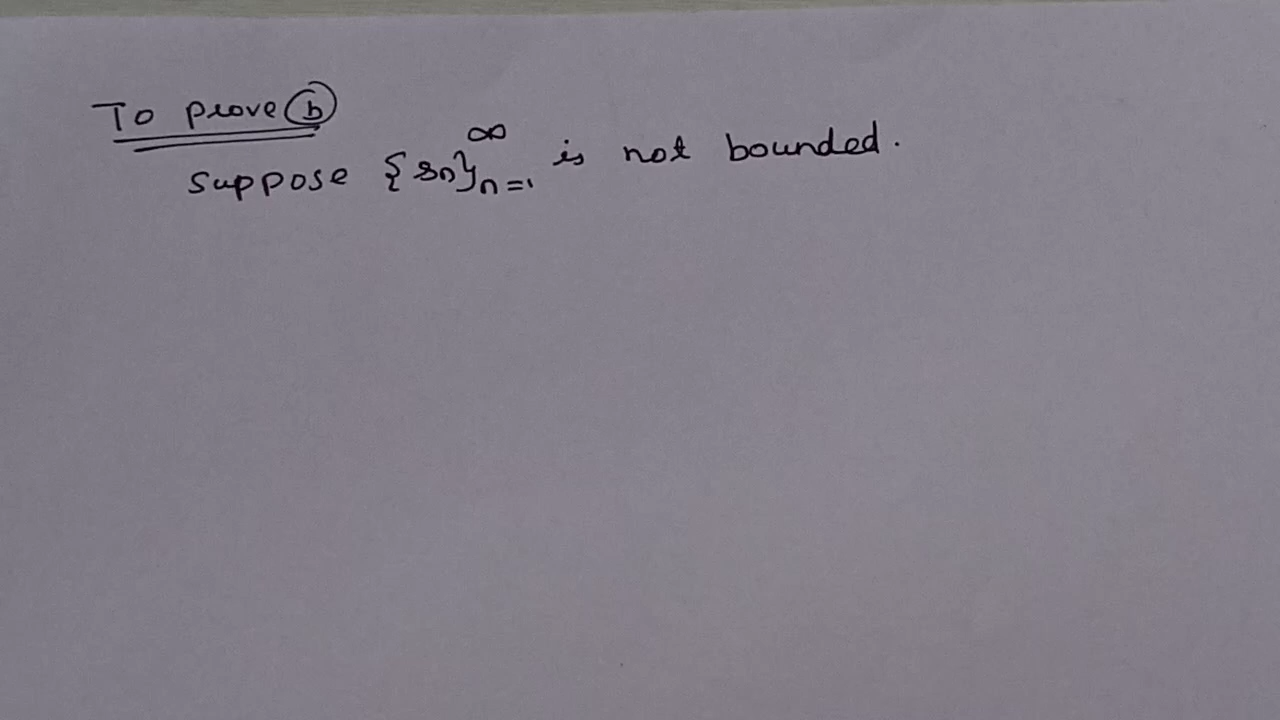 To prove ⓑ
suppose {sn}∞n=1 is not bounded.